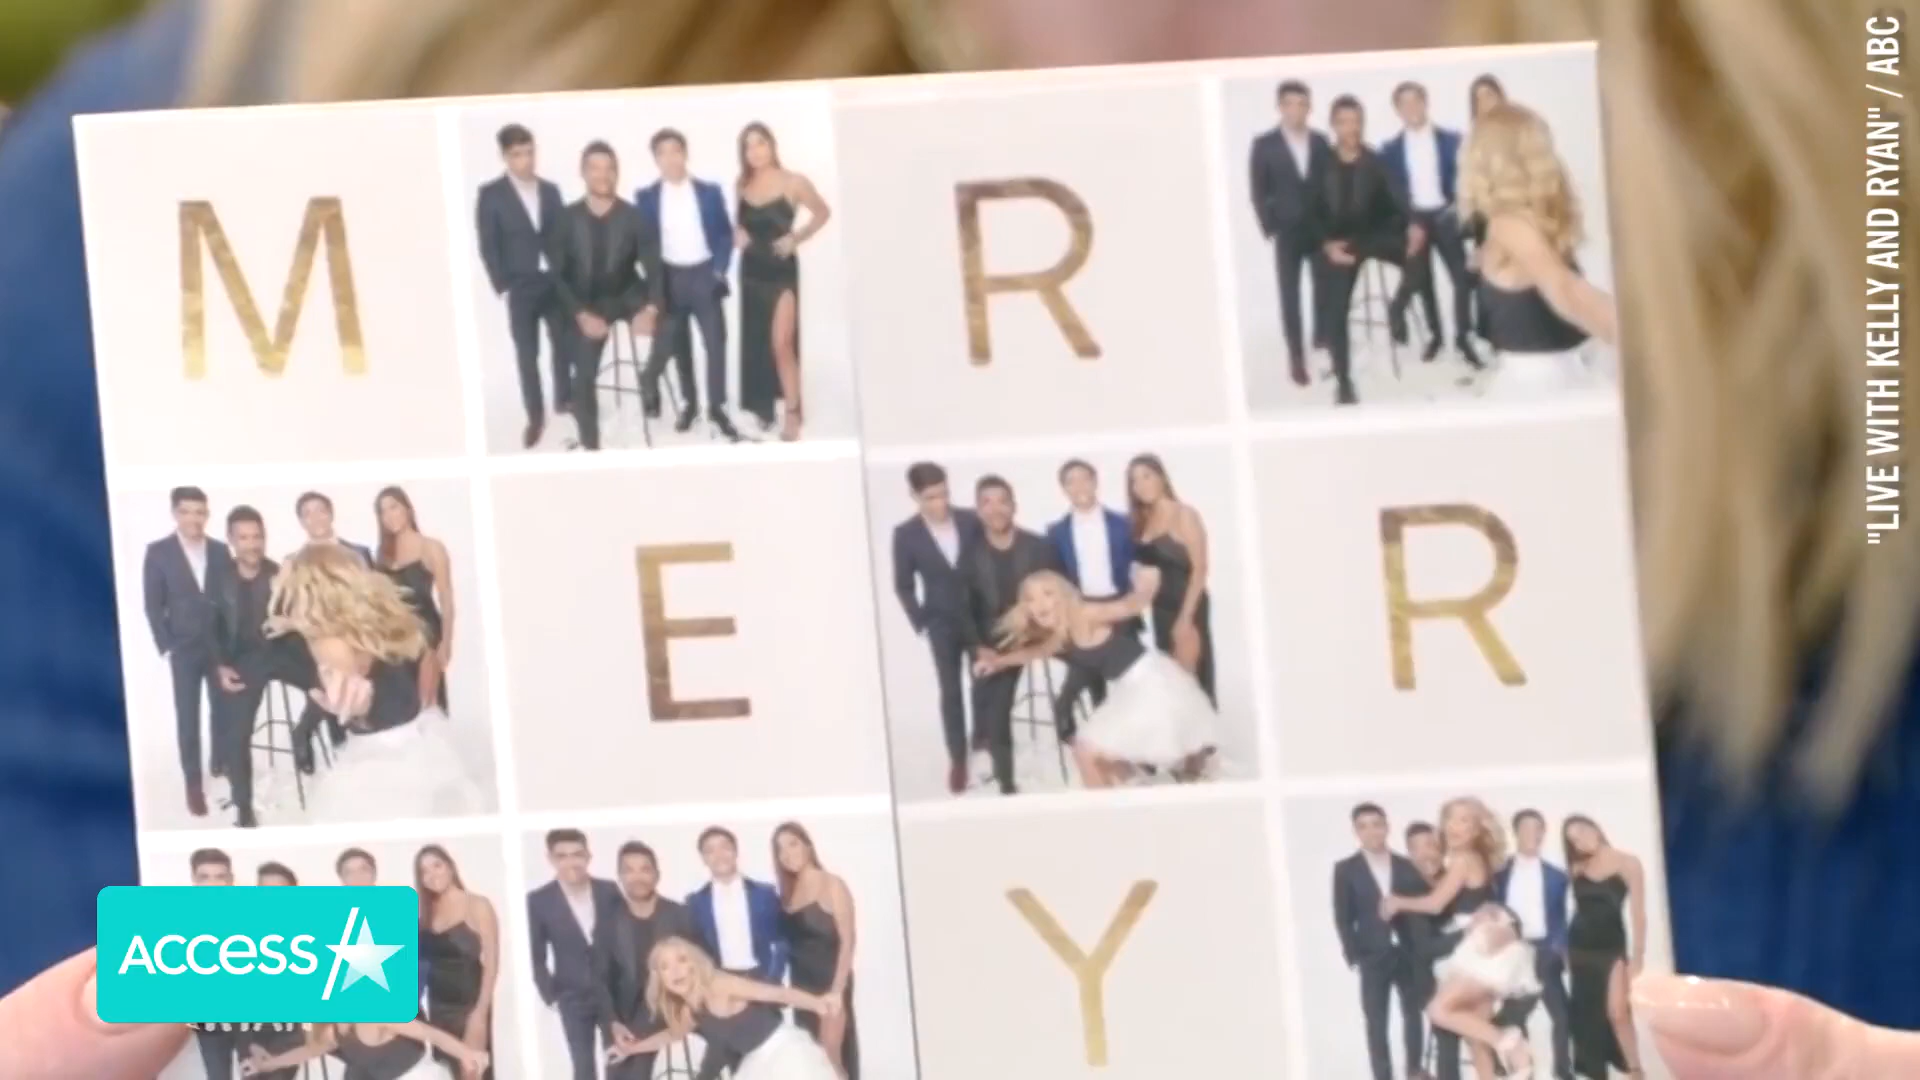 M R
E R
Y
ACCESS
"LIVE WITH KELLY AND RYAN" / ABC